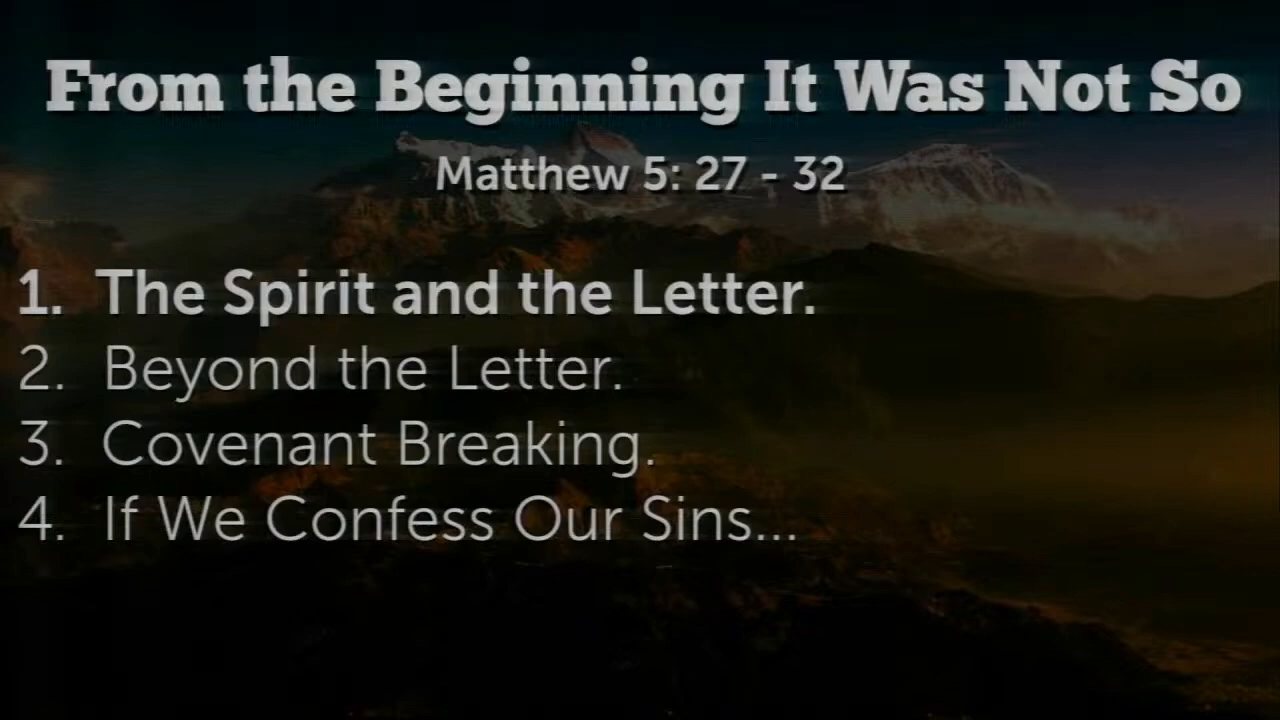 From the Beginning It Was Not So
Matthew 5: 27 - 32
1. The Spirit and the Letter.
2. Beyond the Letter.
3. Covenant Breaking.
4. If We Confess Our Sins...